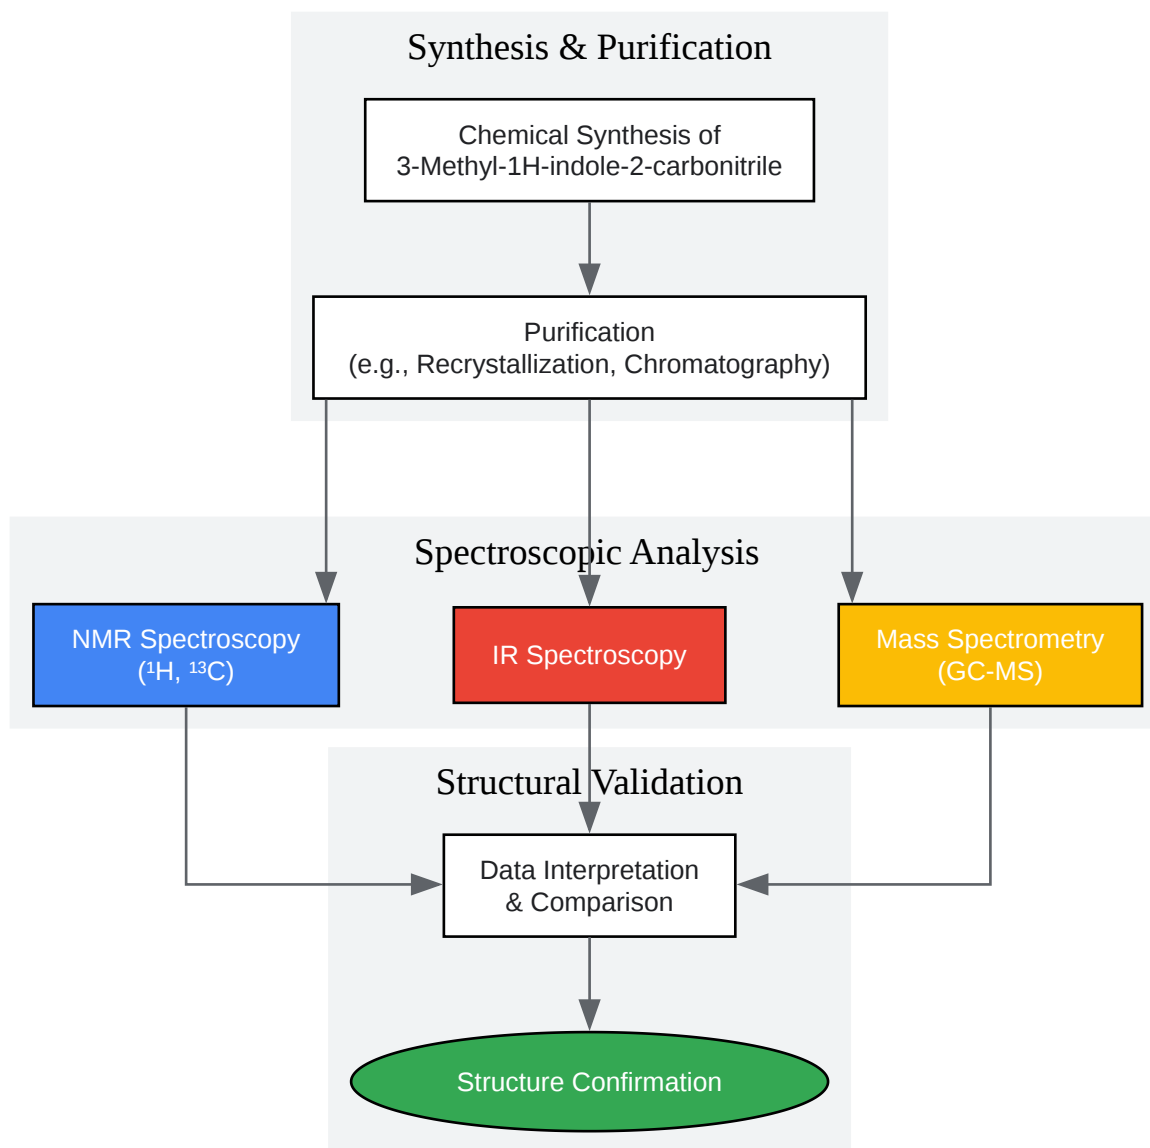 Synthesis & Purification
Chemical Synthesis of
3-Methyl-1H-indole-2-carbonitrile
Purification
(e.g., Recrystallization, Chromatography)
Spectroscopic Analysis
NMR Spectroscopy
(¹H, ¹³C)
IR Spectroscopy
Mass Spectrometry
(GC-MS)
Structural Validation
Data Interpretation
& Comparison
Structure Confirmation